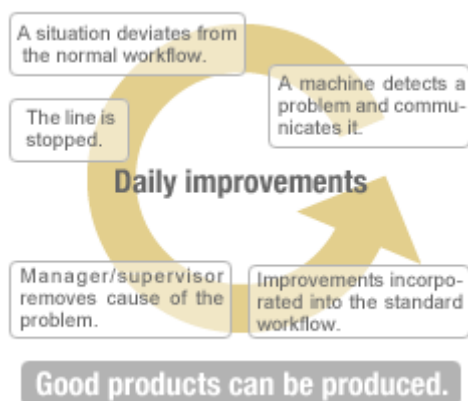 A situation deviates from
the normal workflow.
A machine detects a
problem and commu-
nicates it.
The line is
stopped.
Daily improvements
Manager/supervisor
removes cause of the
problem.
Improvements incorpo-
rated into the standard
workflow.
Good products can be produced.